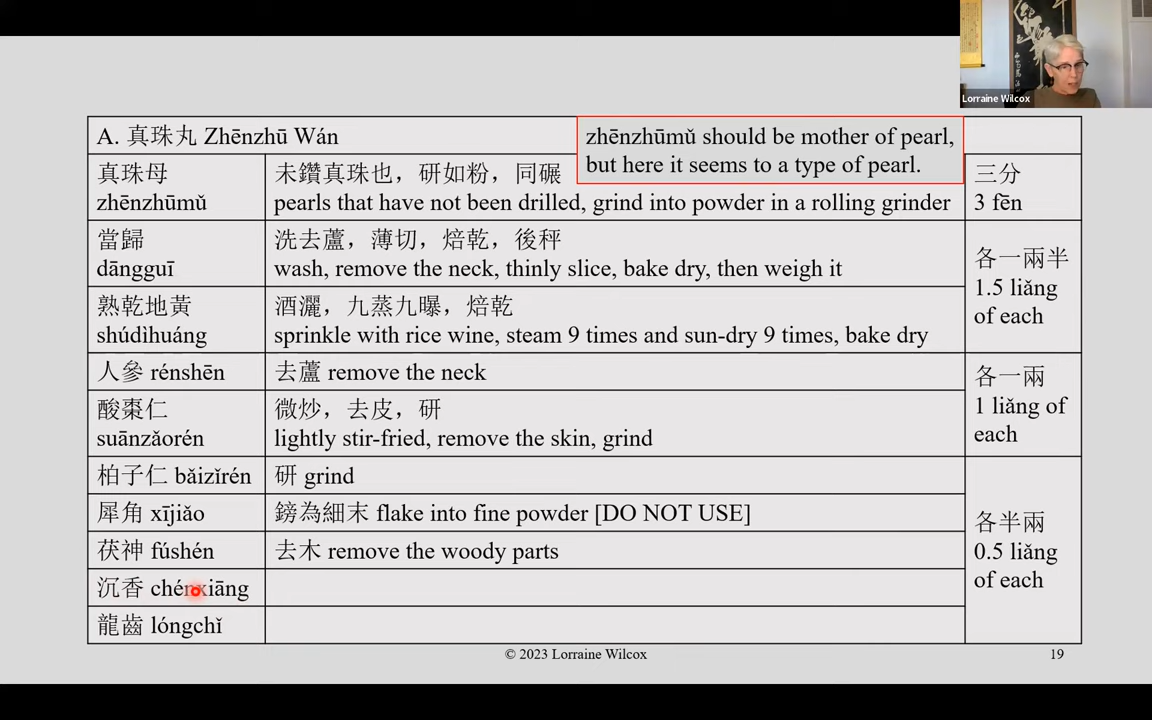 Lorraine Wilcox
A. 真珠丸 Zhēnzhū Wán
zhēnzhūmǔ should be mother of pearl,
but here it seems to a type of pearl.
真珠母
zhēnzhūmǔ
未鑽真珠也，研如粉，同碾
pearls that have not been drilled, grind into powder in a rolling grinder
三分
3 fēn
當歸
dāngguī
洗去蘆，薄切，焙乾，後秤
wash, remove the neck, thinly slice, bake dry, then weigh it
各一兩半
1.5 liǎng
of each
熟乾地黃
shúdìhuáng
酒灑，九蒸九曝，焙乾
sprinkle with rice wine, steam 9 times and sun-dry 9 times, bake dry
人參 rénshēn
去蘆 remove the neck
各一兩
1 liǎng of
each
酸棗仁
suānzǎorén
微炒，去皮，研
lightly stir-fried, remove the skin, grind
柏子仁 bǎizǐrén
研 grind
各半兩
0.5 liǎng
of each
犀角 xījiǎo
鎊為細末 flake into fine powder [DO NOT USE]
茯神 fúshén
去木 remove the woody parts
沉香 chénxiāng
龍齒 lóngchǐ
© 2023 Lorraine Wilcox
19